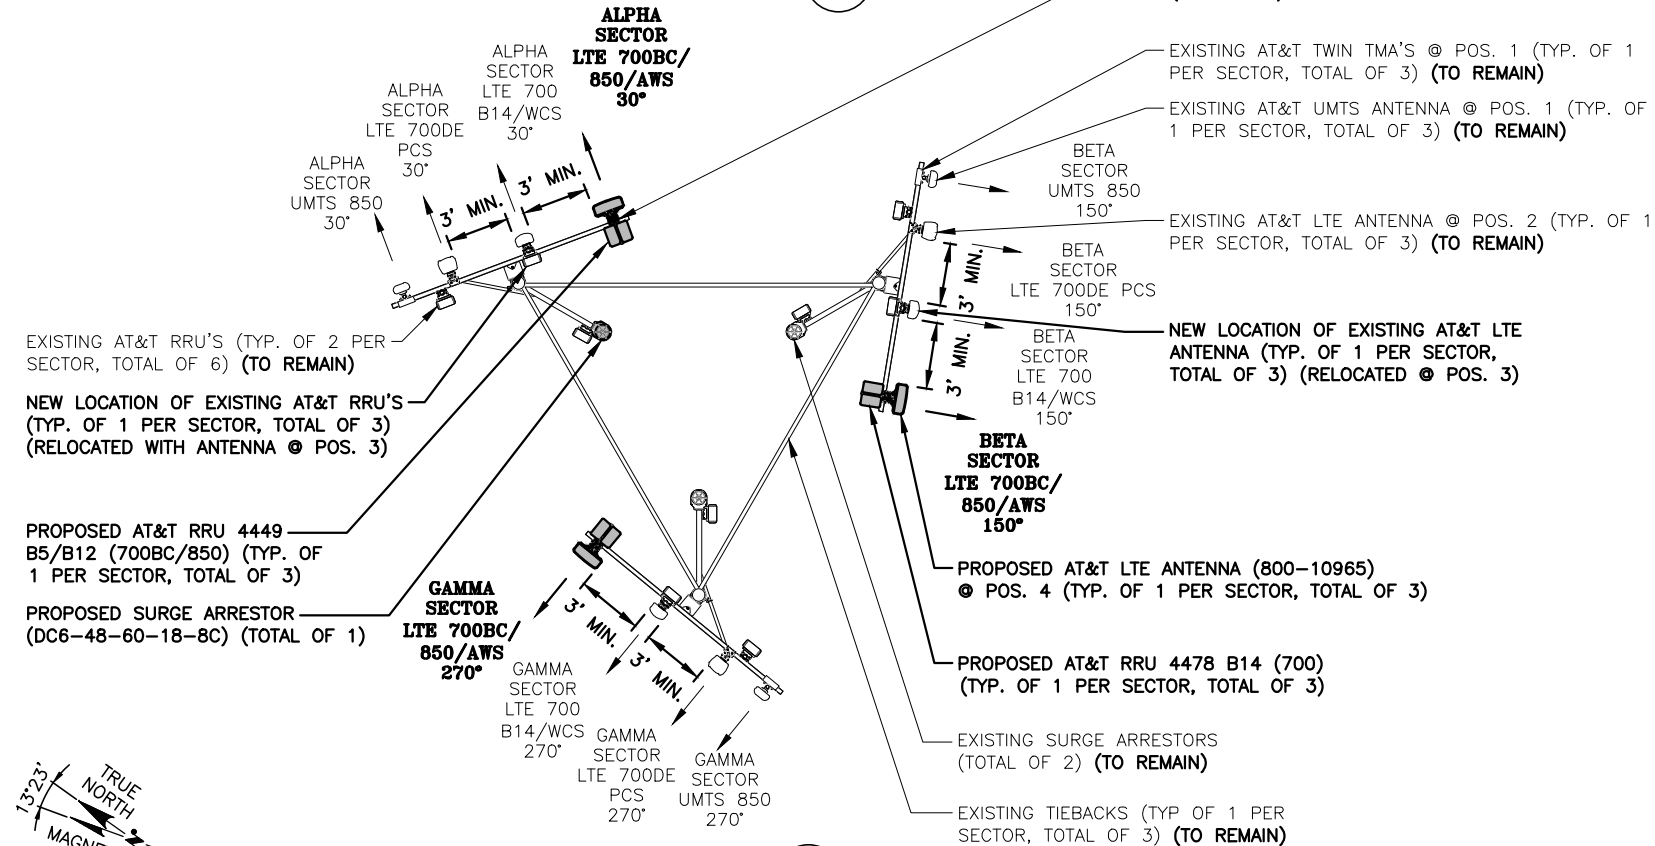 ALPHA
SECTOR
LTE 700BC/
850/AWS
30°
ALPHA
SECTOR
LTE 700
B14/WCS
30°
ALPHA
SECTOR
LTE 700DE
PCS
30°
ALPHA
SECTOR
UMTS 850
30°
3' MIN.
3' MIN.
EXISTING AT&T TWIN TMA'S @ POS. 1 (TYP. OF 1
PER SECTOR, TOTAL OF 3) (TO REMAIN)
EXISTING AT&T UMTS ANTENNA @ POS. 1 (TYP. OF
1 PER SECTOR, TOTAL OF 3) (TO REMAIN)
BETA
SECTOR
UMTS 850
150°
EXISTING AT&T LTE ANTENNA @ POS. 2 (TYP. OF 1
PER SECTOR, TOTAL OF 3) (TO REMAIN)
BETA
SECTOR
LTE 700DE PCS
150°
3' MIN.
BETA
SECTOR
LTE 700
B14/WCS
150°
3' MIN.
NEW LOCATION OF EXISTING AT&T LTE
ANTENNA (TYP. OF 1 PER SECTOR,
TOTAL OF 3) (RELOCATED @ POS. 3)
EXISTING AT&T RRU'S (TYP. OF 2 PER
SECTOR, TOTAL OF 6) (TO REMAIN)
NEW LOCATION OF EXISTING AT&T RRU'S
(TYP. OF 1 PER SECTOR, TOTAL OF 3)
(RELOCATED WITH ANTENNA @ POS. 3)
BETA
SECTOR
LTE 700BC/
850/AWS
150°
PROPOSED AT&T RRU 4449
B5/B12 (700BC/850) (TYP. OF
1 PER SECTOR, TOTAL OF 3)
PROPOSED SURGE ARRESTOR
(DC6-48-60-18-8C) (TOTAL OF 1)
PROPOSED AT&T LTE ANTENNA (800-10965)
@ POS. 4 (TYP. OF 1 PER SECTOR, TOTAL OF 3)
GAMMA
SECTOR
LTE 700BC/
850/AWS
270°
3' MIN.
3' MIN.
GAMMA
SECTOR
LTE 700
B14/WCS
270°
GAMMA
SECTOR
LTE 700DE
PCS
270°
GAMMA
SECTOR
UMTS 850
270°
PROPOSED AT&T RRU 4478 B14 (700)
(TYP. OF 1 PER SECTOR, TOTAL OF 3)
EXISTING SURGE ARRESTORS
(TOTAL OF 2) (TO REMAIN)
EXISTING TIEBACKS (TYP OF 1 PER
SECTOR, TOTAL OF 3) (TO REMAIN)
13°23'
TRUE
NORTH